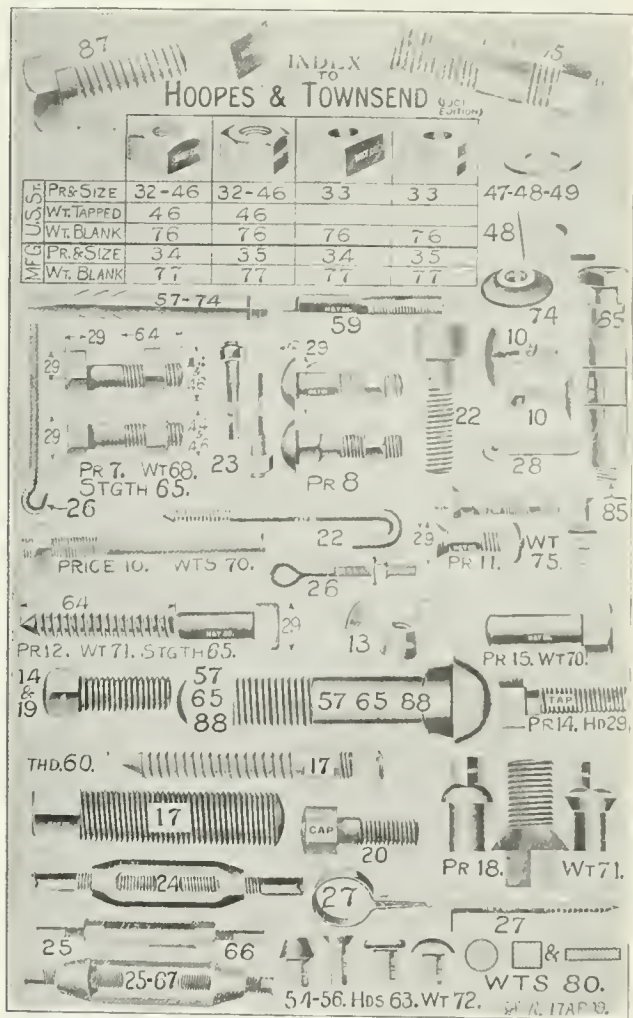 87
75
INDEX
TO
HOOPES & TOWNSEND
EDITION)
U.S. ST.
PR.& SIZE 32-46 32-46 33 33 47-48-49
WT. TAPPED 46 46
WT. BLANK 76 76 76 76 48
MFG
PR.& SIZE 34 35 34 35
WT. BLANK 77 77 77 77
57-74
59
74
65
29 64
29
29
29
10
10
22
23
28
PR 7. WT 68.
STGTH 65.
PR 8
26
85
22
29
PRICE 10. WTS 70.
26
PR 11.
WT
75.
64
29
13
PR 12. WT 71. STGTH 65.
PR 15. WT 70.
14
&
19
57
65
88
57 65 88
TAP
PR 14. HD 29.
THD. 60.
17
17
CAP
20
PR 18.
WT 71.
24
27
27
25
66
25-67
&
WTS 80.
54-56. HDS 63. WT 72.